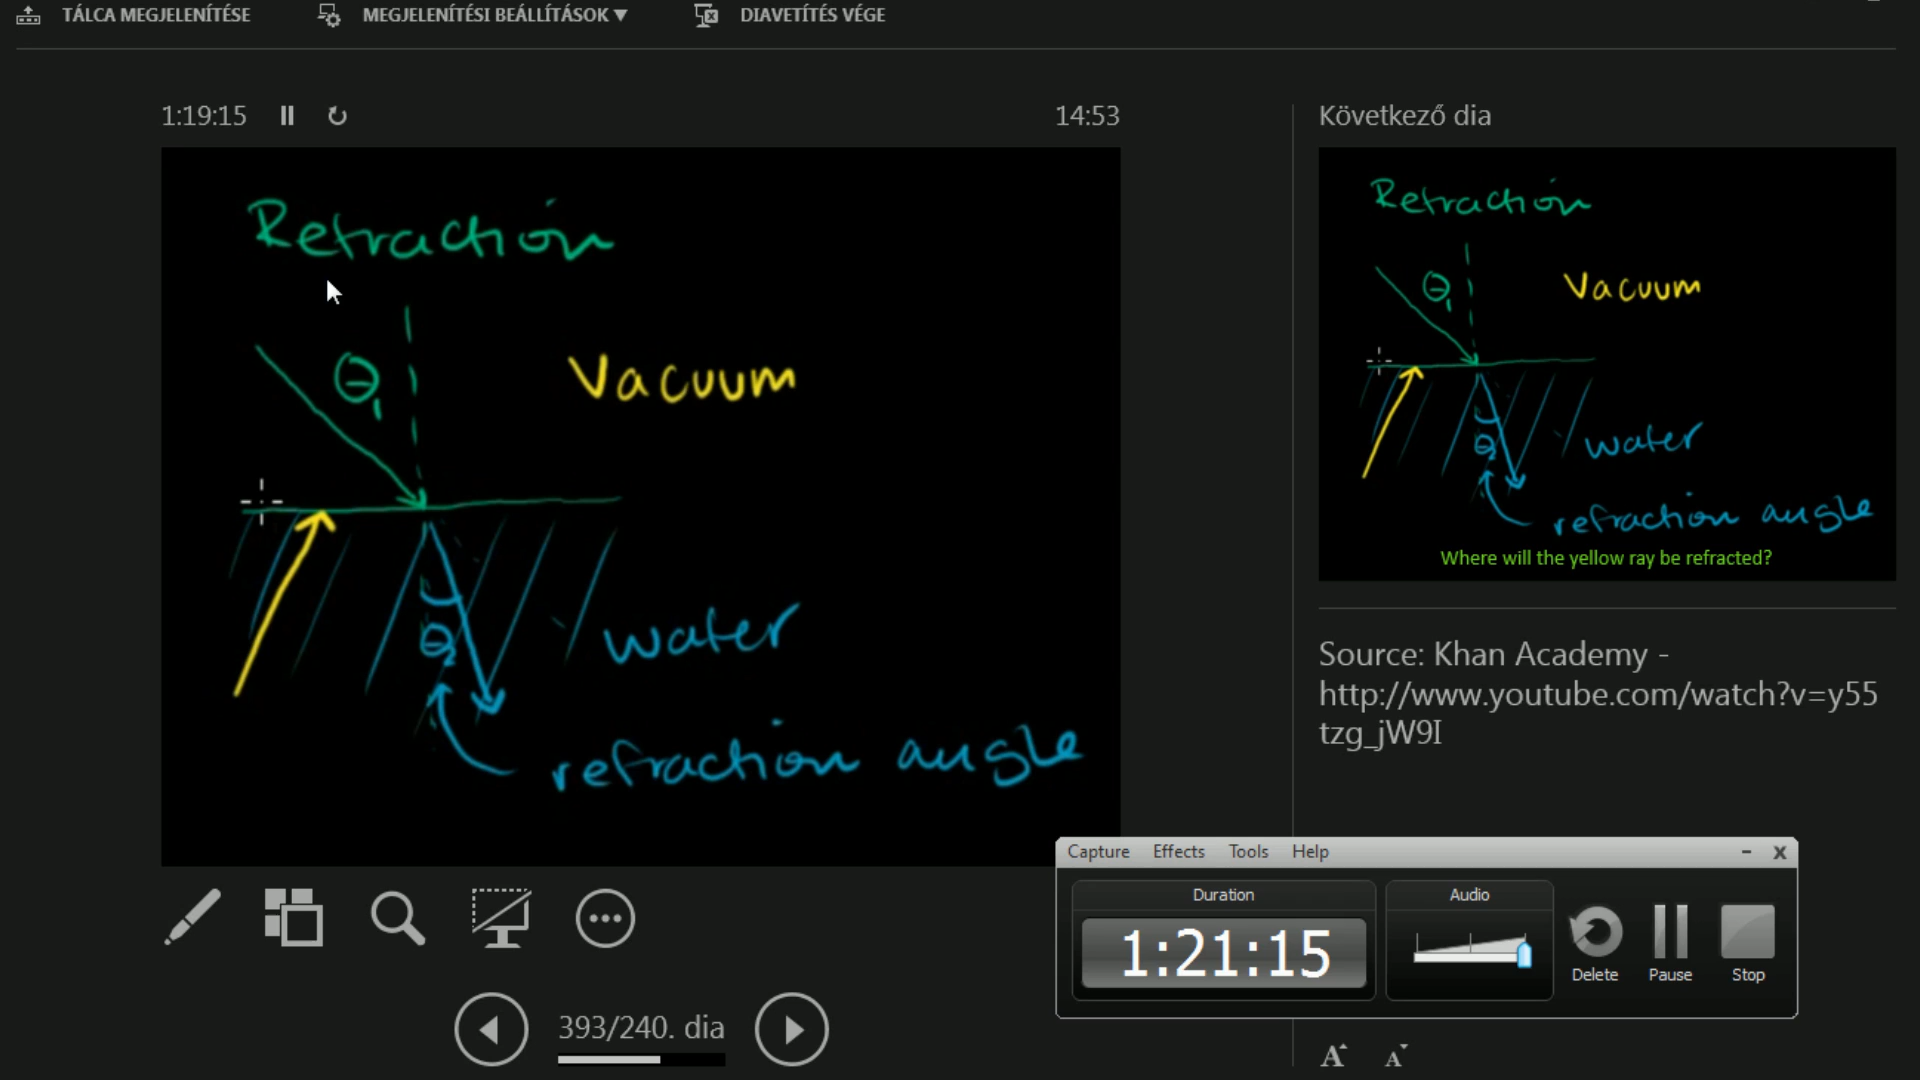 TÁLCA MEGJELENÍTÉSE
MEGJELENÍTÉSI BEÁLLÍTÁSOK ▼
DIAVETÍTÉS VÉGE
1:19:15
14:53
Refraction
θ1
Vacuum
θ2
water
refraction angle
393/240. dia
Következő dia
Refraction
θ1
Vacuum
θ2
water
refraction angle
Where will the yellow ray be refracted?
Source: Khan Academy -
http://www.youtube.com/watch?v=y55
tzg_jW9I
Capture Effects Tools Help
Duration
1:21:15
Audio
Delete Pause Stop
A A